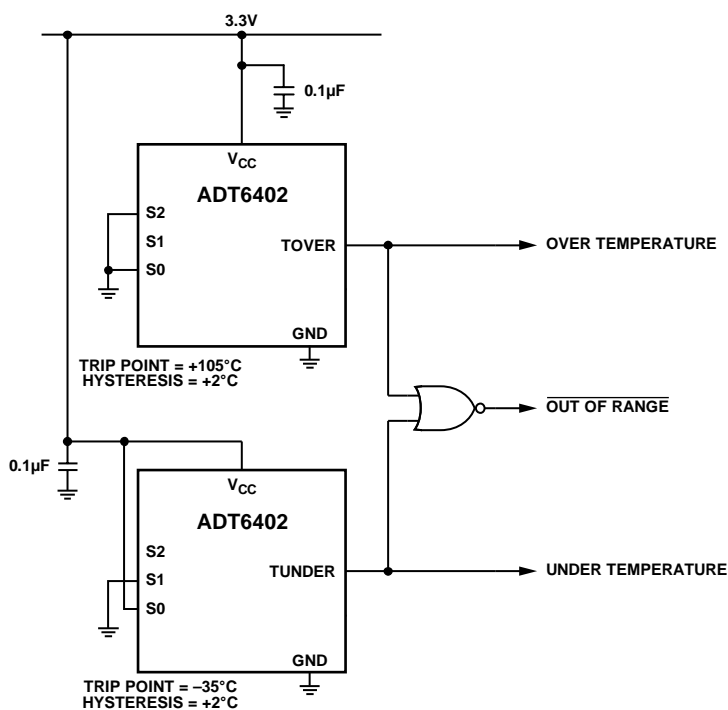 3.3V
0.1µF
VCC
ADT6402
S2
S1
S0
TOVER
OVER TEMPERATURE
GND
TRIP POINT = +105°C
HYSTERESIS = +2°C
OUT OF RANGE
0.1µF
VCC
ADT6402
S2
S1
S0
TUNDER
UNDER TEMPERATURE
GND
TRIP POINT = –35°C
HYSTERESIS = +2°C